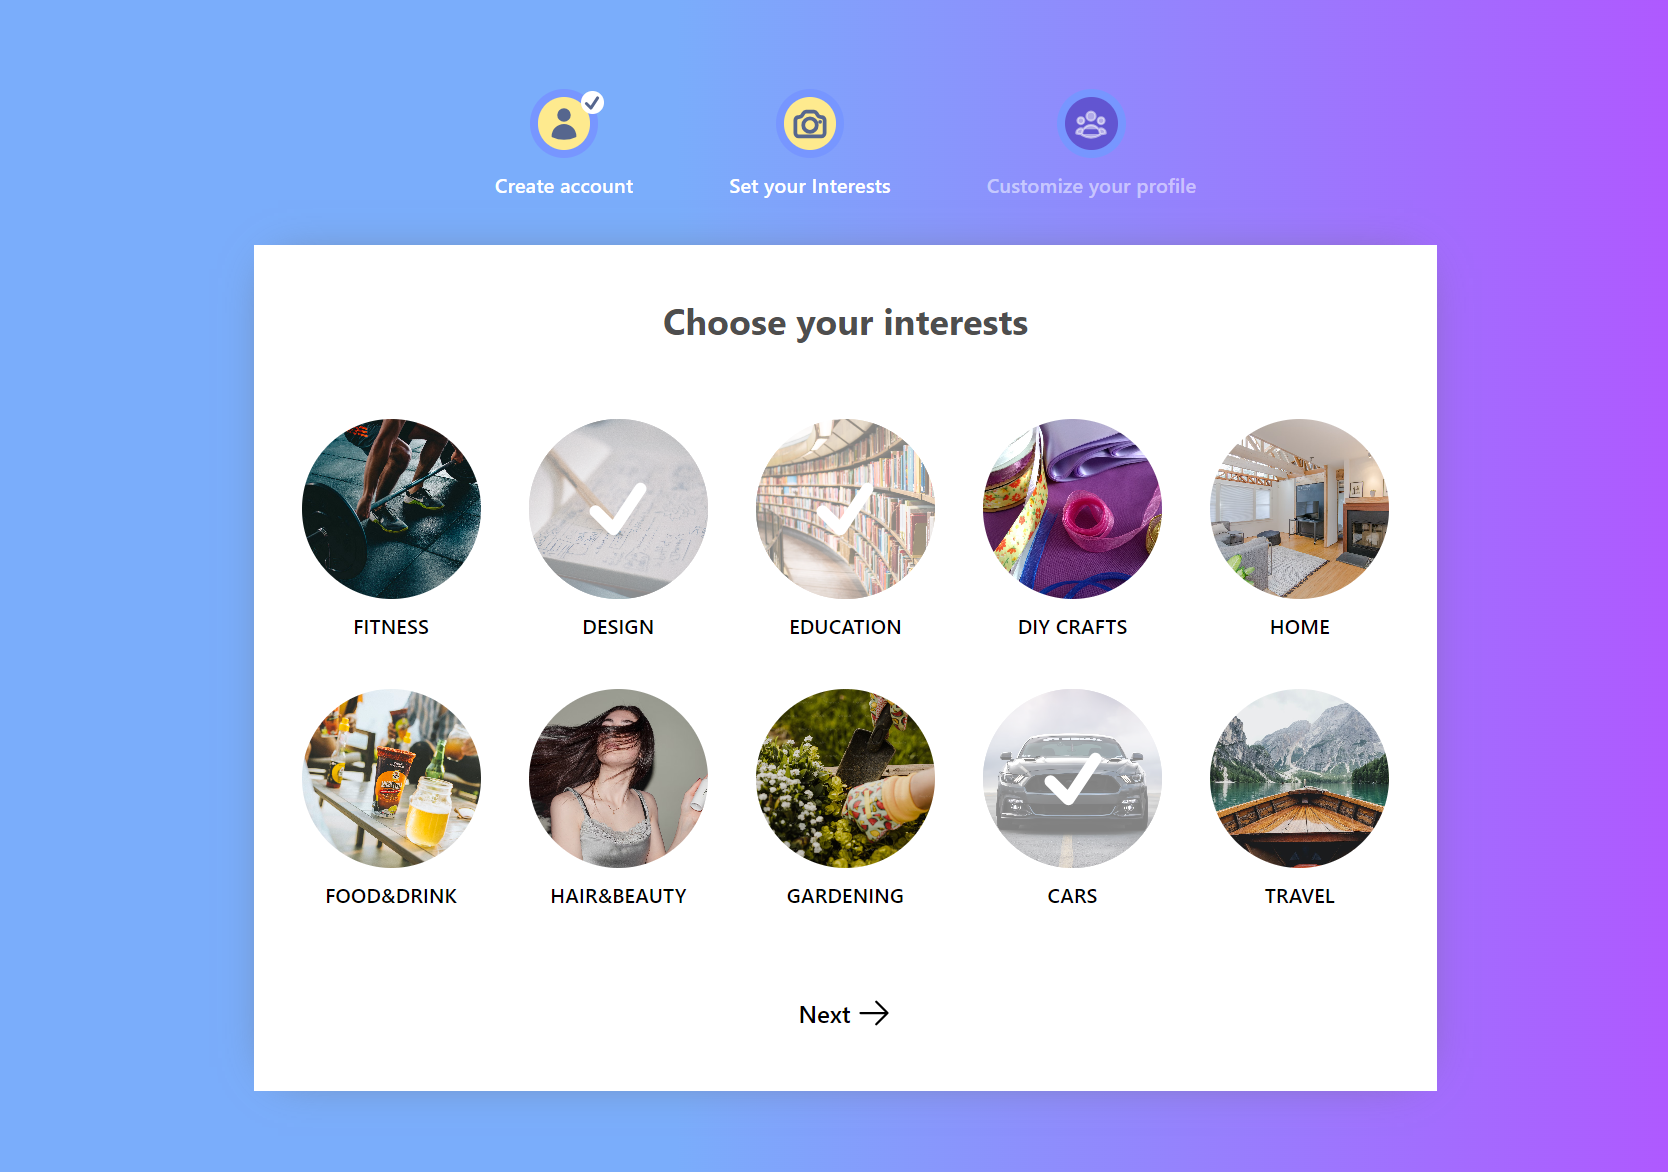 Create account
Set your Interests
Customize your profile
Choose your interests
FITNESS
DESIGN
EDUCATION
DIY CRAFTS
HOME
FOOD&DRINK
HAIR&BEAUTY
GARDENING
CARS
TRAVEL
Next